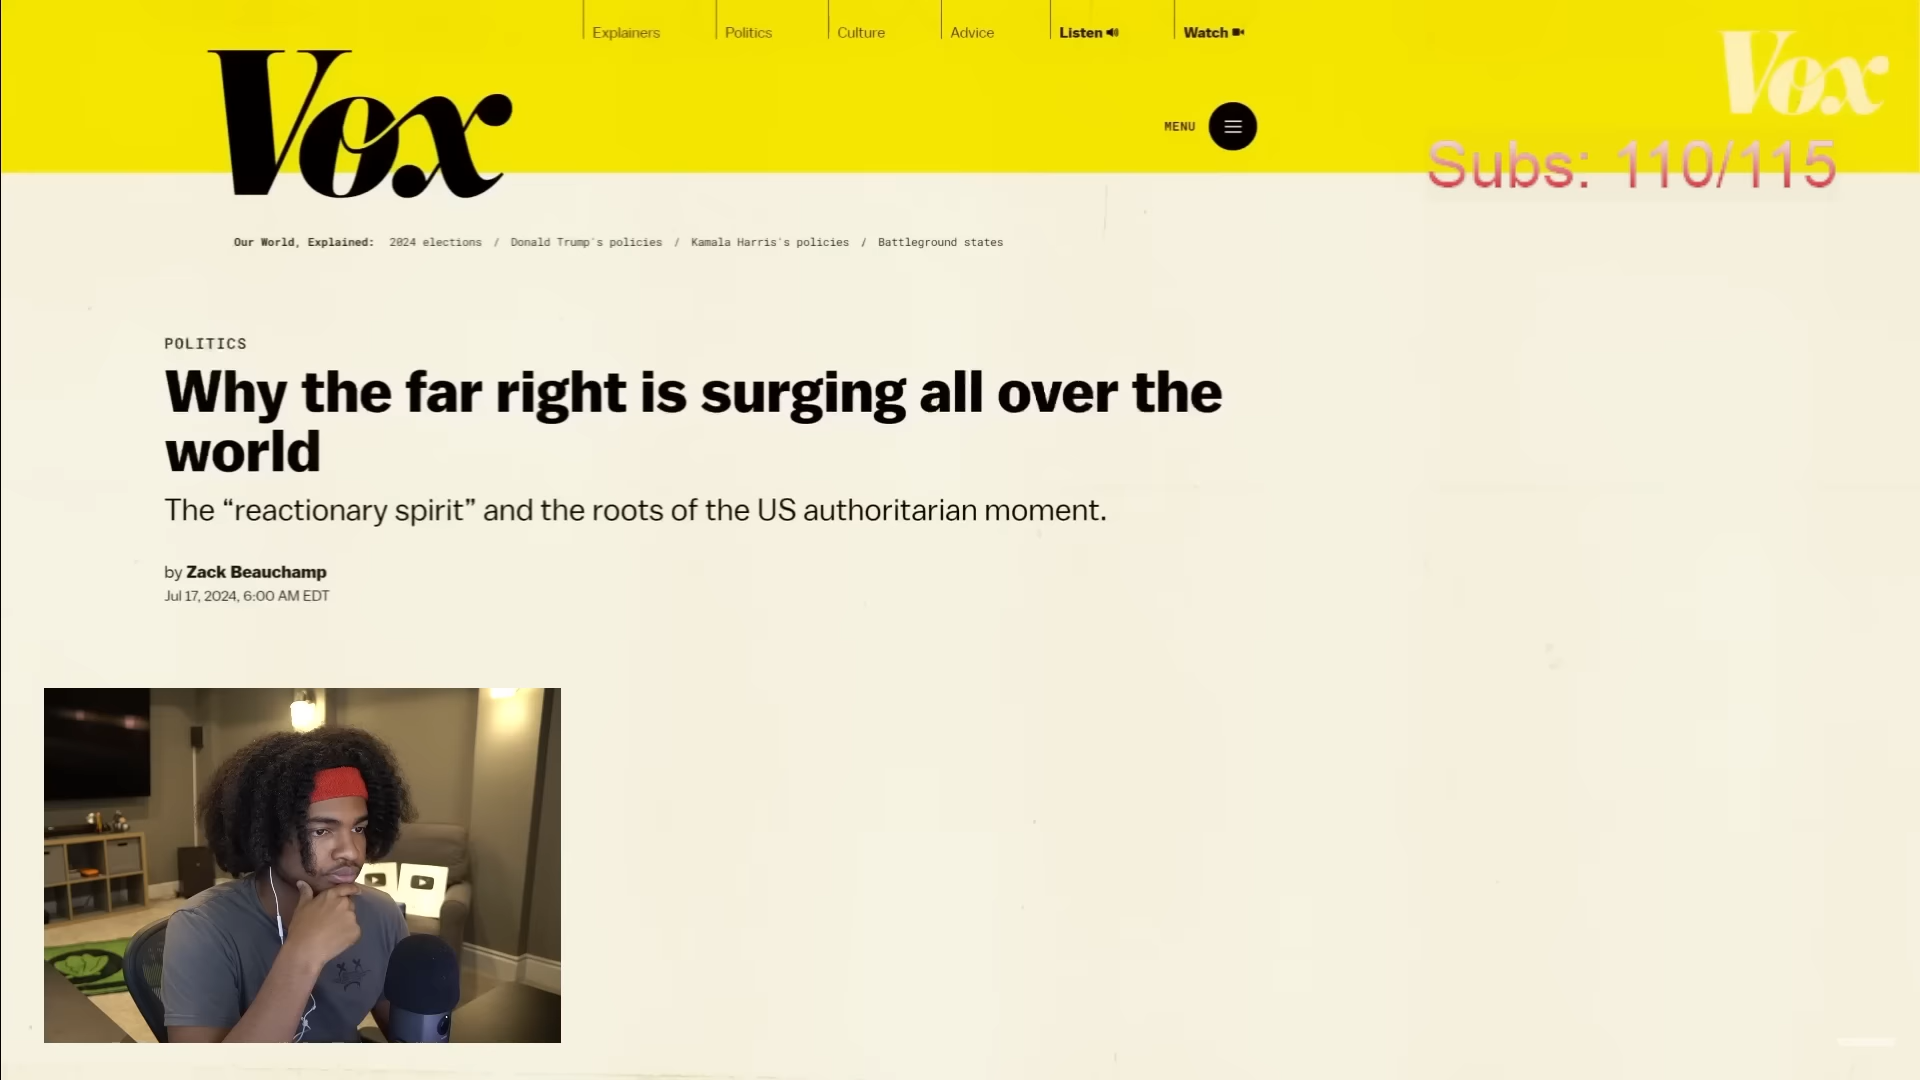 Explainers
Politics
Culture
Advice
Listen
Watch
Vox
MENU
Vox
Subs: 110/115
Our World, Explained: 2024 elections / Donald Trump's policies / Kamala Harris's policies / Battleground states
POLITICS
Why the far right is surging all over the
world
The “reactionary spirit” and the roots of the US authoritarian moment.
by Zack Beauchamp
Jul 17, 2024, 6:00 AM EDT